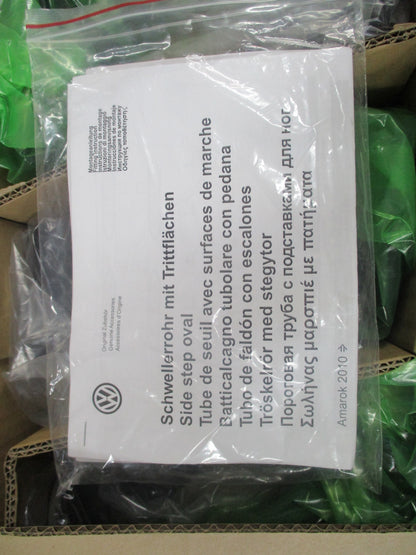 Original Zubehör
Genuine Accessories
Accessoires d'Origine
Montageanleitung
Fitting instruction
Instructions de montage
Istruzioni di montaggio
Monteringsanvisning
Instrucciones de montaje
Инструкция по монтажу
Οδηγίες τοποθέτησης
Schwellerrohr mit Trittflächen
Side step oval
Tube de seuil avec surfaces de marche
Batticalcagno tubolare con pedana
Tubo de faldón con escalones
Tröskelrör med stegytor
Пороговая труба с подставками для ног
Σωλήνας μαρσπιέ με πατήματα
Amarok 2010 →